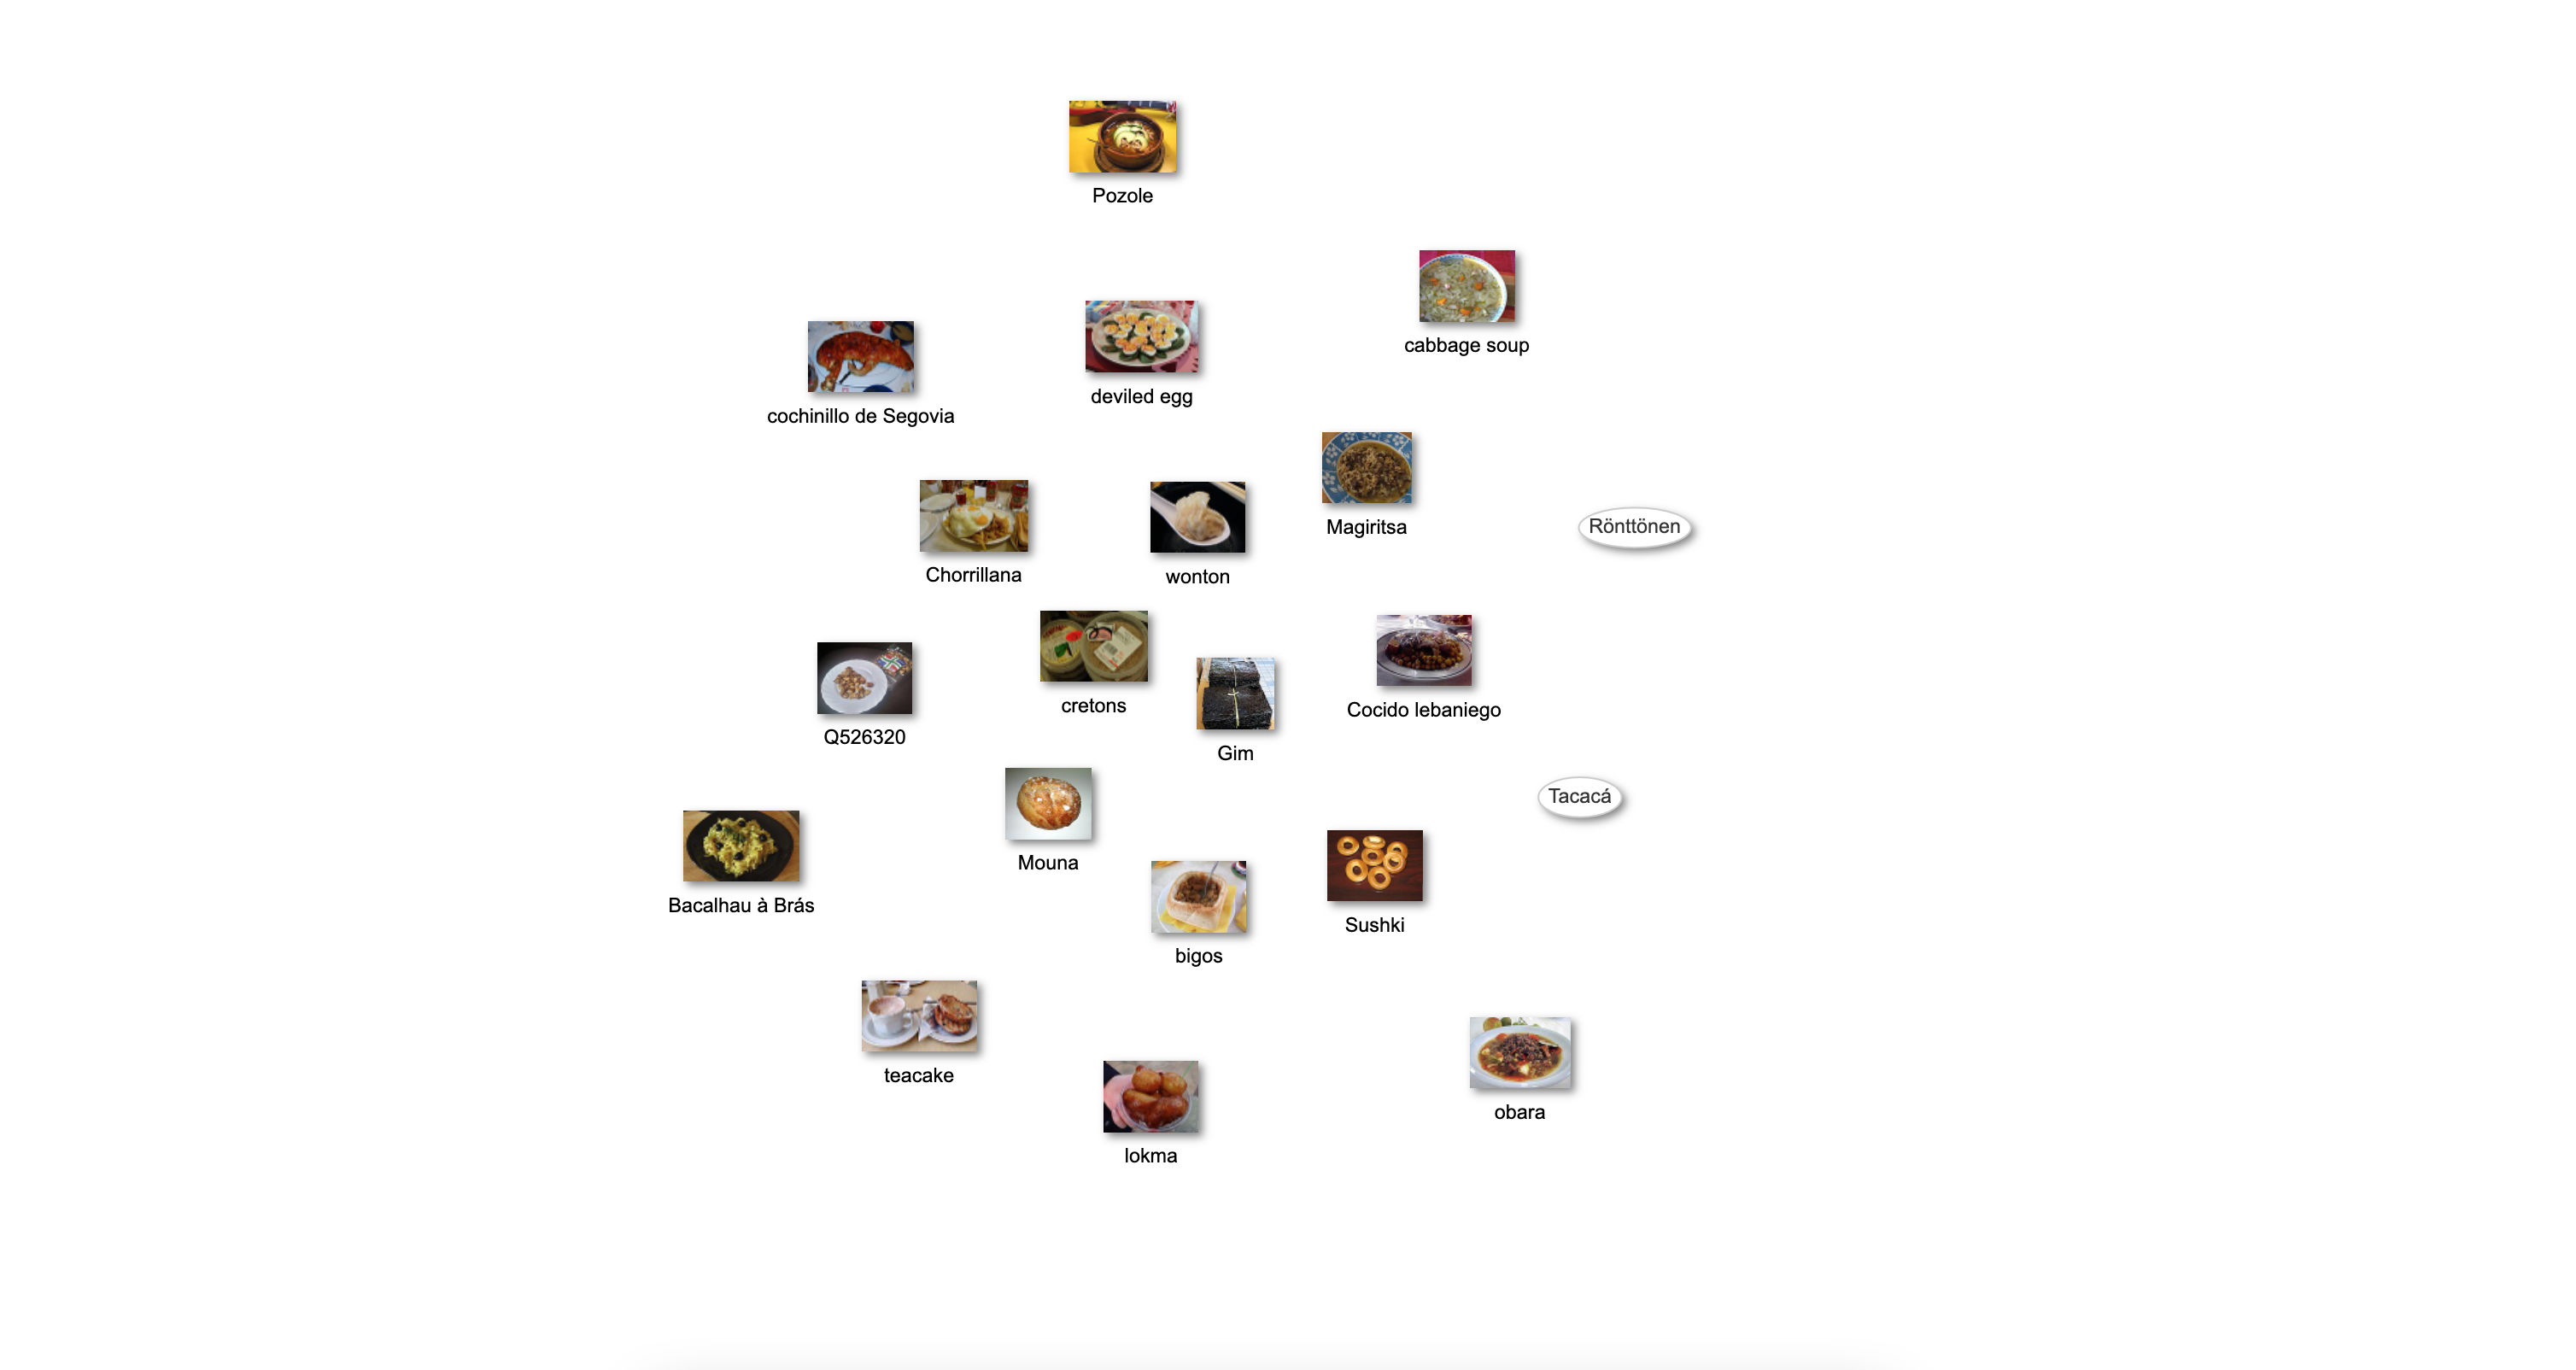 Pozole
cabbage soup
deviled egg
cochinillo de Segovia
Magiritsa
Rönttönen
Chorrillana
wonton
cretons
Cocido lebaniego
Q526320
Gim
Tacacá
Mouna
Bacalhau à Brás
Sushki
bigos
teacake
obara
lokma